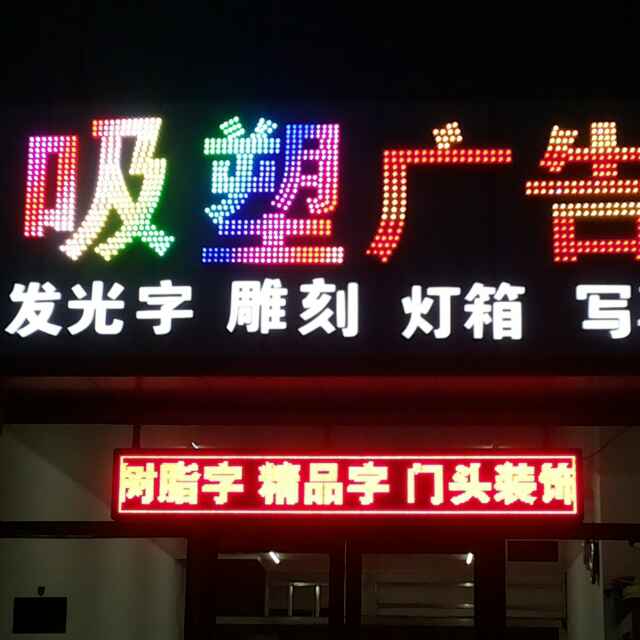 吸塑广告
发光字 雕刻 灯箱 写
树脂字 精品字 门头装饰